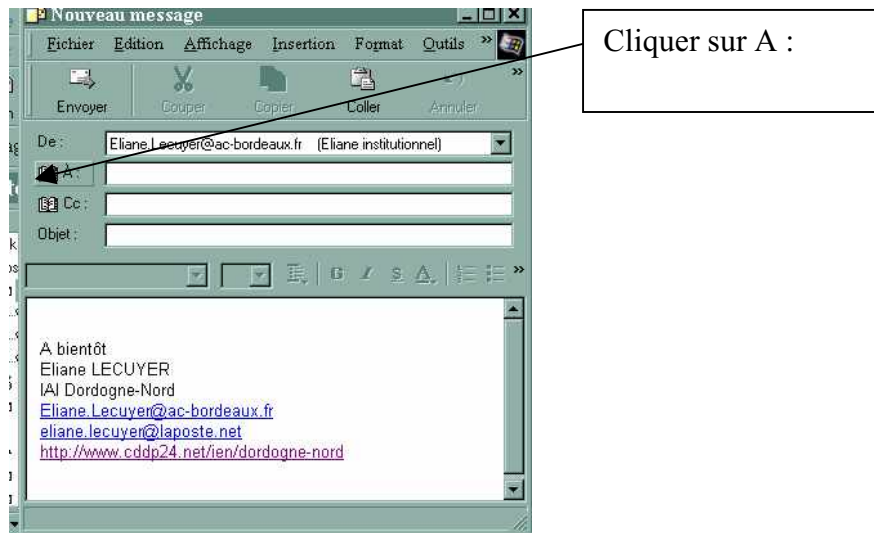 Nouveau message
Fichier Edition Affichage Insertion Format Outils »
Envoyer Couper Copier Coller Annuler »
De : Eliane.Lecuyer@ac-bordeaux.fr (Eliane institutionnel)
À :
Cc :
Objet :
G I S A »
A bientôt
Eliane LECUYER
IAI Dordogne-Nord
Eliane.Lecuyer@ac-bordeaux.fr
eliane.lecuyer@laposte.net
http://www.cddp24.net/ien/dordogne-nord
Cliquer sur A :